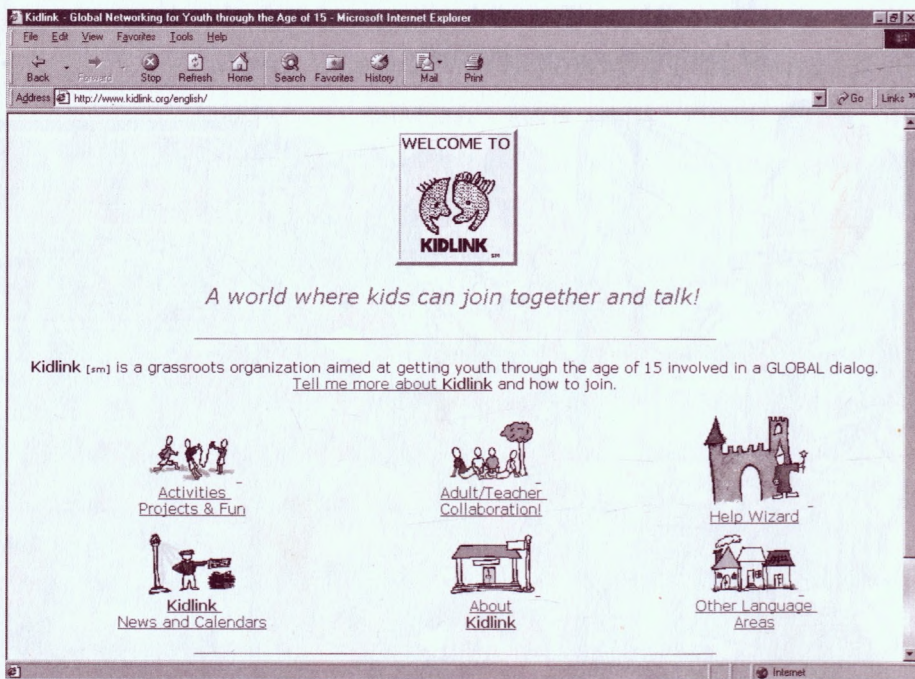 Kidlink - Global Networking for Youth through the Age of 15 - Microsoft Internet Explorer
File Edit View Favorites Tools Help
Back Forward Stop Refresh Home Search Favorites History Mail Print
Address http://www.kidlink.org/english/ Go Links »
WELCOME TO
KIDLINK sm
A world where kids can join together and talk!
Kidlink [sm] is a grassroots organization aimed at getting youth through the age of 15 involved in a GLOBAL dialog.
Tell me more about Kidlink and how to join.
Activities
Projects & Fun
Adult/Teacher
Collaboration!
Help Wizard
Kidlink
News and Calendars
About
Kidlink
Other Language
Areas
Internet